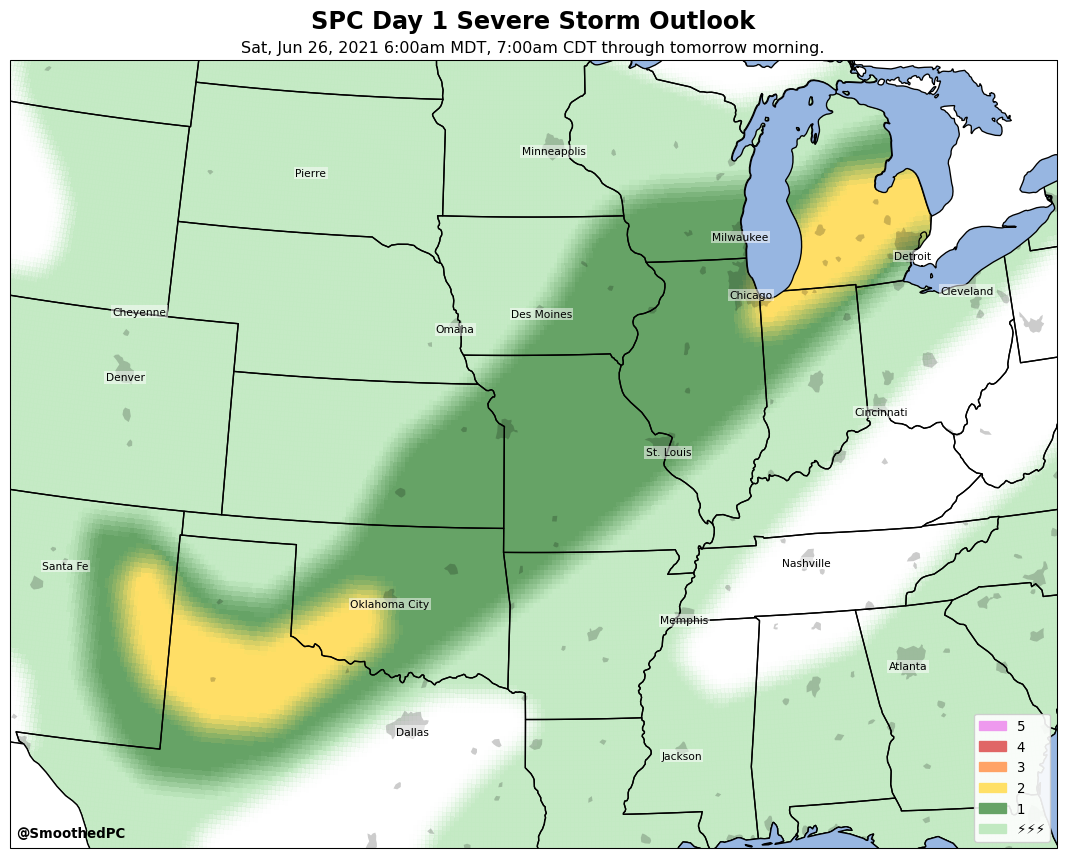 SPC Day 1 Severe Storm Outlook
Sat, Jun 26, 2021 6:00am MDT, 7:00am CDT through tomorrow morning.
Minneapolis
Pierre
Milwaukee
Detroit
Cleveland
Chicago
Cheyenne
Des Moines
Omaha
Denver
Cincinnati
St. Louis
Santa Fe
Nashville
Oklahoma City
Memphis
Atlanta
Dallas
Jackson
5
4
3
2
1
⚡⚡⚡
@SmoothedPC